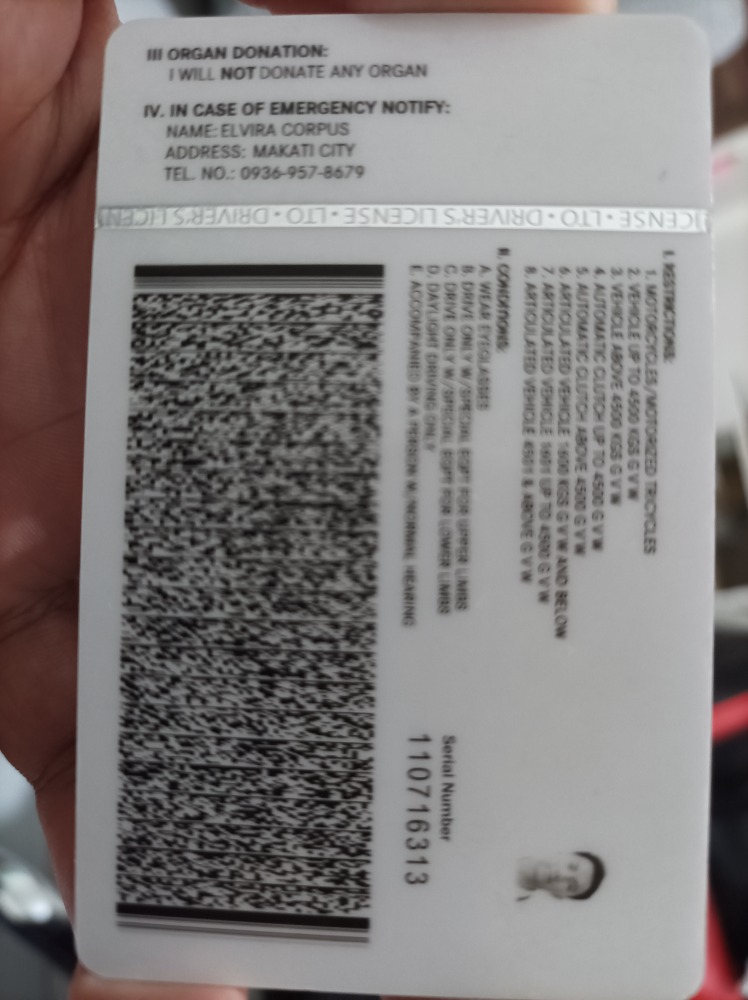 III ORGAN DONATION:
I WILL NOT DONATE ANY ORGAN
IV. IN CASE OF EMERGENCY NOTIFY:
NAME: ELVIRA CORPUS
ADDRESS: MAKATI CITY
TEL. NO.: 0936-957-8679
CENSE • LTO • DRIVER'S LICENSE • LTO • DRIVER'S LICEN
I. RESTRICTIONS:
1. MOTORCYCLES /MOTORIZED TRICYCLES
2. VEHICLE UP TO 4500 KGS G V W
3. VEHICLE ABOVE 4500 KGS G V W
4. AUTOMATIC CLUTCH UP TO 4500 G V W
5. AUTOMATIC CLUTCH ABOVE 4500 G V W
6. ARTICULATED VEHICLE 1600 KGS G V W AND BELOW
7. ARTICULATED VEHICLE 1601 UP TO 4500 G V W
8. ARTICULATED VEHICLE 4501 & ABOVE G V W
II. CONDITIONS:
A. WEAR EYEGLASSES
B. DRIVE ONLY W/SPECIAL EQPT FOR UPPER LIMBS
C. DRIVE ONLY W/SPECIAL EQPT FOR LOWER LIMBS
D. DAYLIGHT DRIVING ONLY
E. ACCOMPANIED BY A PERSON W/NORMAL HEARING
Serial Number
110716313